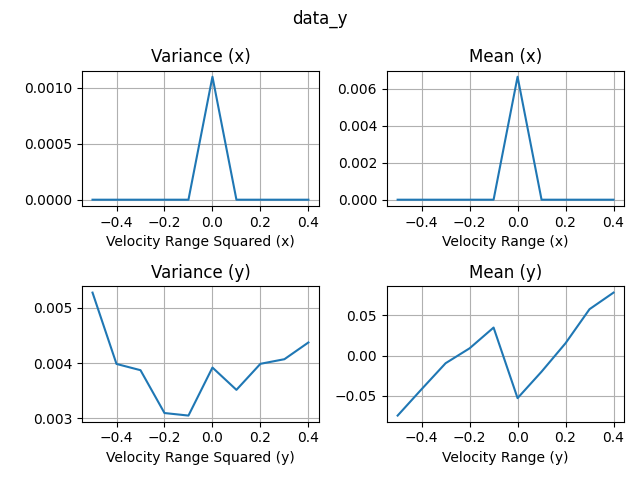 data_y
Variance (x)
Mean (x)
0.0010
0.0005
0.0000
−0.4 −0.2 0.0 0.2 0.4
Velocity Range Squared (x)
0.006
0.004
0.002
0.000
−0.4 −0.2 0.0 0.2 0.4
Velocity Range (x)
Variance (y)
Mean (y)
0.005
0.004
0.003
−0.4 −0.2 0.0 0.2 0.4
Velocity Range Squared (y)
0.05
0.00
−0.05
−0.4 −0.2 0.0 0.2 0.4
Velocity Range (y)